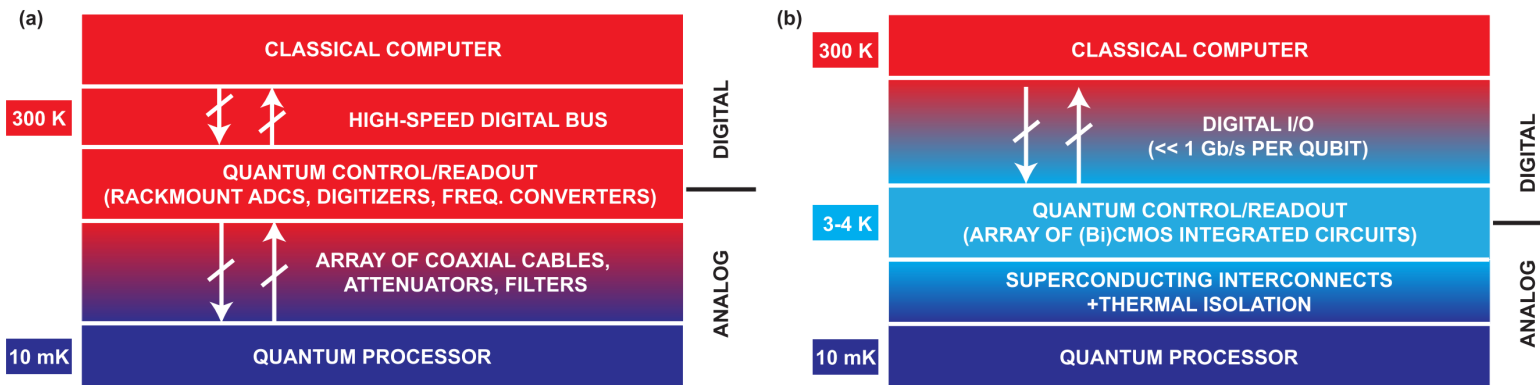 (a)
CLASSICAL COMPUTER
300 K
HIGH-SPEED DIGITAL BUS
QUANTUM CONTROL/READOUT
(RACKMOUNT ADCS, DIGITIZERS, FREQ. CONVERTERS)
ARRAY OF COAXIAL CABLES,
ATTENUATORS, FILTERS
10 mK
QUANTUM PROCESSOR
DIGITAL
ANALOG
(b)
300 K
CLASSICAL COMPUTER
DIGITAL I/O
(<< 1 Gb/s PER QUBIT)
3-4 K
QUANTUM CONTROL/READOUT
(ARRAY OF (Bi)CMOS INTEGRATED CIRCUITS)
SUPERCONDUCTING INTERCONNECTS
+THERMAL ISOLATION
10 mK
QUANTUM PROCESSOR
DIGITAL
ANALOG